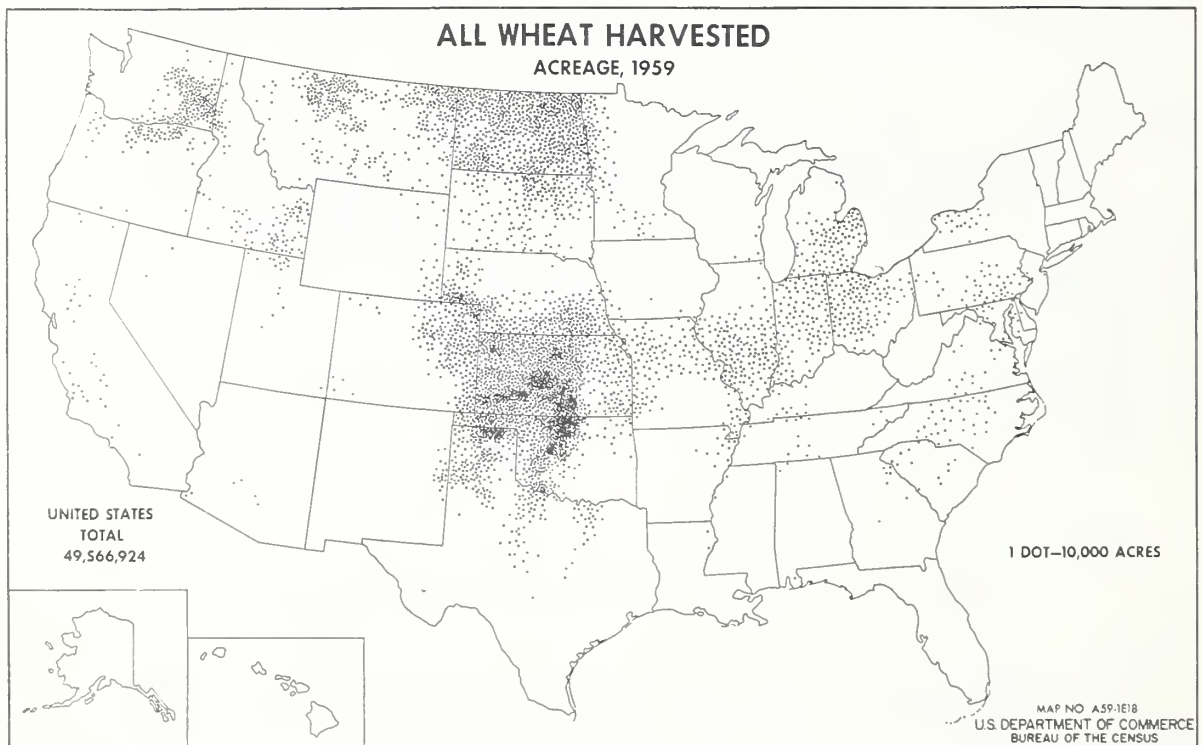 ALL WHEAT HARVESTED
ACREAGE, 1959
UNITED STATES
TOTAL
49,566,924
1 DOT—10,000 ACRES
MAP NO A59-1E18
U.S. DEPARTMENT OF COMMERCE
BUREAU OF THE CENSUS